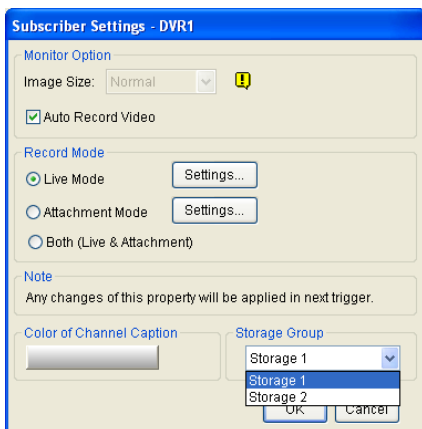 Subscriber Settings - DVR1
Monitor Option
Image Size: Normal
Auto Record Video
Record Mode
Live Mode Settings...
Attachment Mode Settings...
Both (Live & Attachment)
Note
Any changes of this property will be applied in next trigger.
Color of Channel Caption Storage Group
Storage 1
Storage 1
Storage 2
OK Cancel